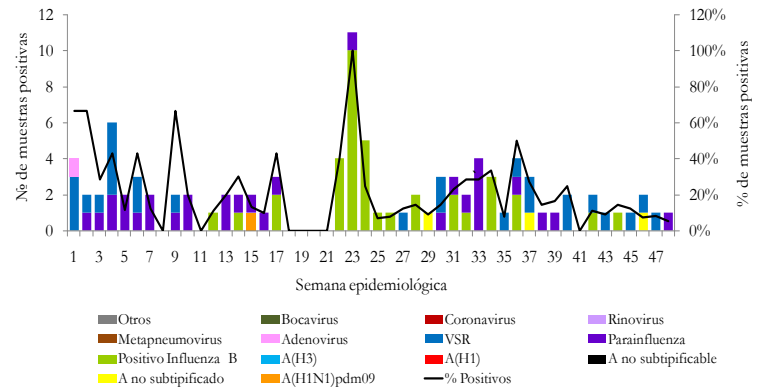 12 120%
10 100%
8 80%
6 60%
4 40%
2 20%
0 0%
Nº de muestras positivas
% de muestras positivas
1 3 5 7 9 11 13 15 17 19 21 23 25 27 29 31 33 35 37 39 41 43 45 47
Semana epidemiológica
Otros Bocavirus Coronavirus Rinovirus
Metapneumovirus Adenovirus VSR Parainfluenza
Positivo Influenza B A(H3) A(H1) A no subtipificable
A no subtipificado A(H1N1)pdm09 % Positivos